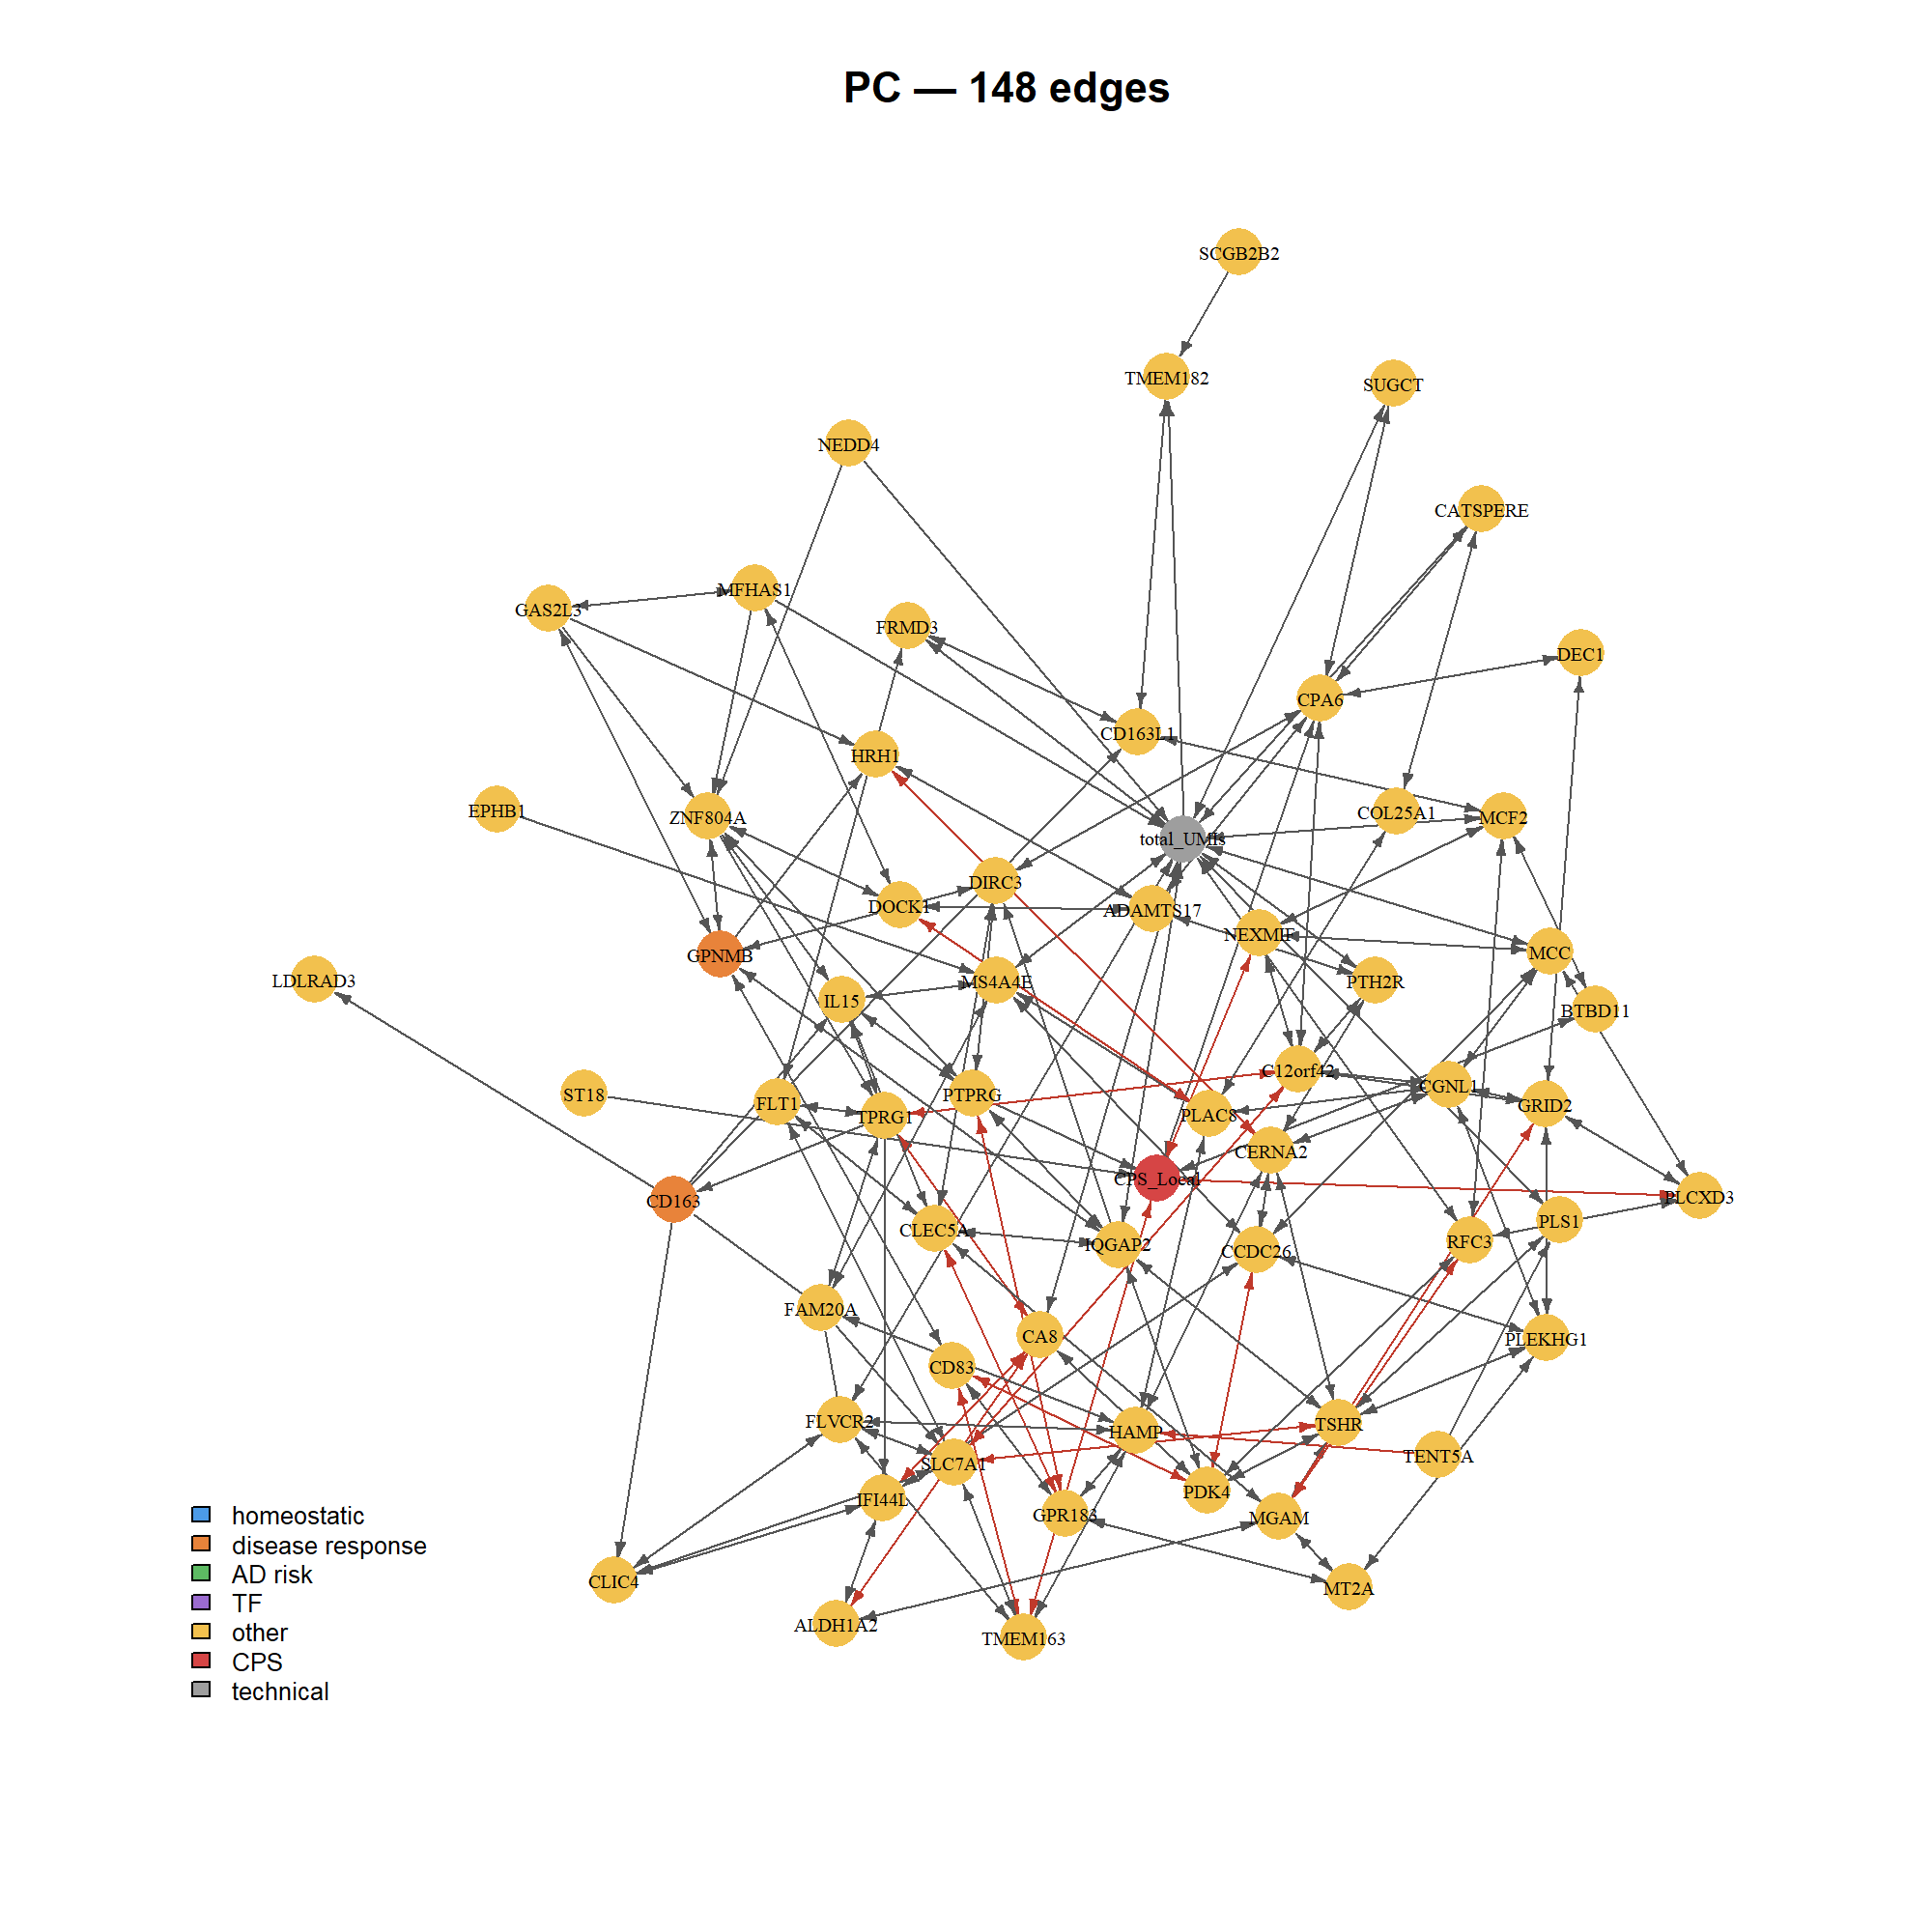 PC — 148 edges
SCGB2B2
TMEM182
SUGCT
NEDD4
CATSPERE
MFHAS1
GAS2L3
FRMD3
DEC1
CPA6
CD163L1
HRH1
EPHB1
ZNF804A
COL25A1
MCF2
total_UMIs
DIRC3
DOCK1
ADAMTS17
NEXMIF
GPNMB
MCC
LDLRAD3
MS4A4E
PTH2R
IL15
BTBD11
C12orf42
CGNL1
ST18
FLT1
PTPRG
TPRG1
PLAC8
GRID2
CERNA2
CPS_Local
CD163
PLCXD3
CLEC5A
IQGAP2
CCDC26
RFC3
PLS1
FAM20A
CA8
CD83
PLEKHG1
FLVCR2
HAMP
TSHR
SLC7A1
TENT5A
IFI44L
GPR183
PDK4
MGAM
CLIC4
MT2A
ALDH1A2
TMEM163
homeostatic
disease response
AD risk
TF
other
CPS
technical